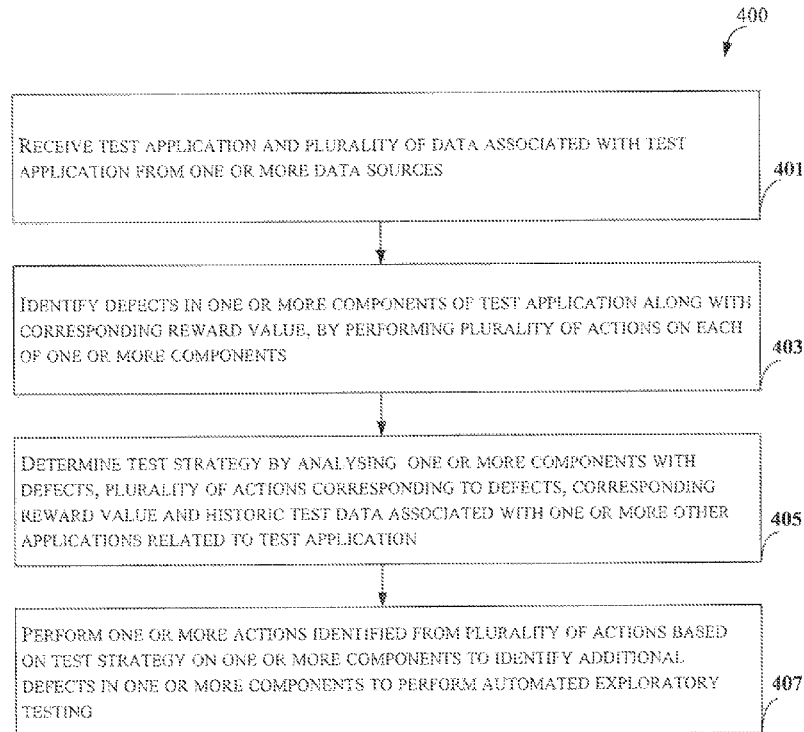 400
RECEIVE TEST APPLICATION AND PLURALITY OF DATA ASSOCIATED WITH TEST
APPLICATION FROM ONE OR MORE DATA SOURCES
401
IDENTIFY DEFECTS IN ONE OR MORE COMPONENTS OF TEST APPLICATION ALONG WITH
CORRESPONDING REWARD VALUE, BY PERFORMING PLURALITY OF ACTIONS ON EACH
OF ONE OR MORE COMPONENTS
403
DETERMINE TEST STRATEGY BY ANALYSING ONE OR MORE COMPONENTS WITH
DEFECTS, PLURALITY OF ACTIONS CORRESPONDING TO DEFECTS, CORRESPONDING
REWARD VALUE AND HISTORIC TEST DATA ASSOCIATED WITH ONE OR MORE OTHER
APPLICATIONS RELATED TO TEST APPLICATION
405
PERFORM ONE OR MORE ACTIONS IDENTIFIED FROM PLURALITY OF ACTIONS BASED
ON TEST STRATEGY ON ONE OR MORE COMPONENTS TO IDENTIFY ADDITIONAL
DEFECTS IN ONE OR MORE COMPONENTS TO PERFORM AUTOMATED EXPLORATORY
TESTING
407